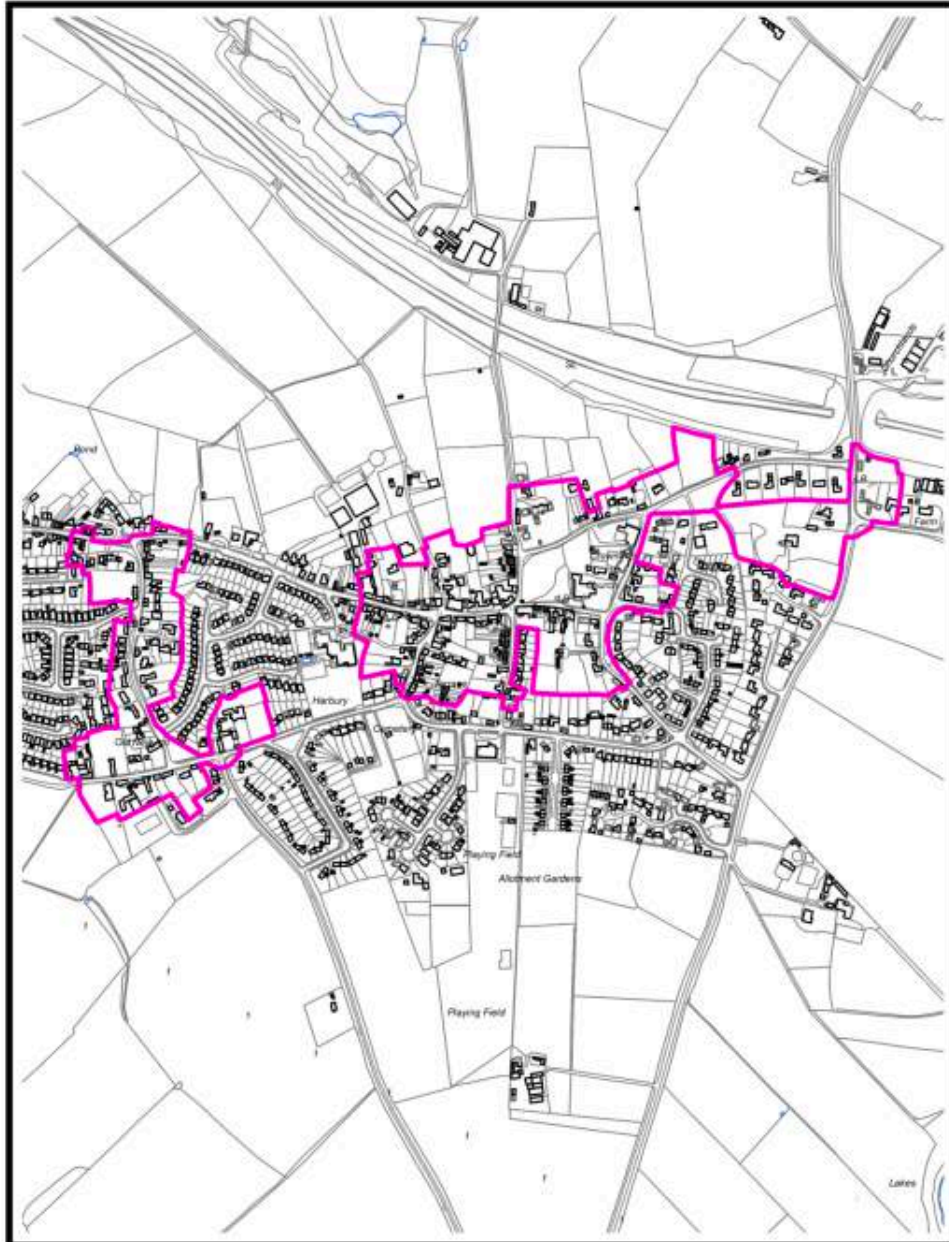 Pond
Farm
Harbury
Playing Field
Allotment Gardens
Playing Field
Lakes